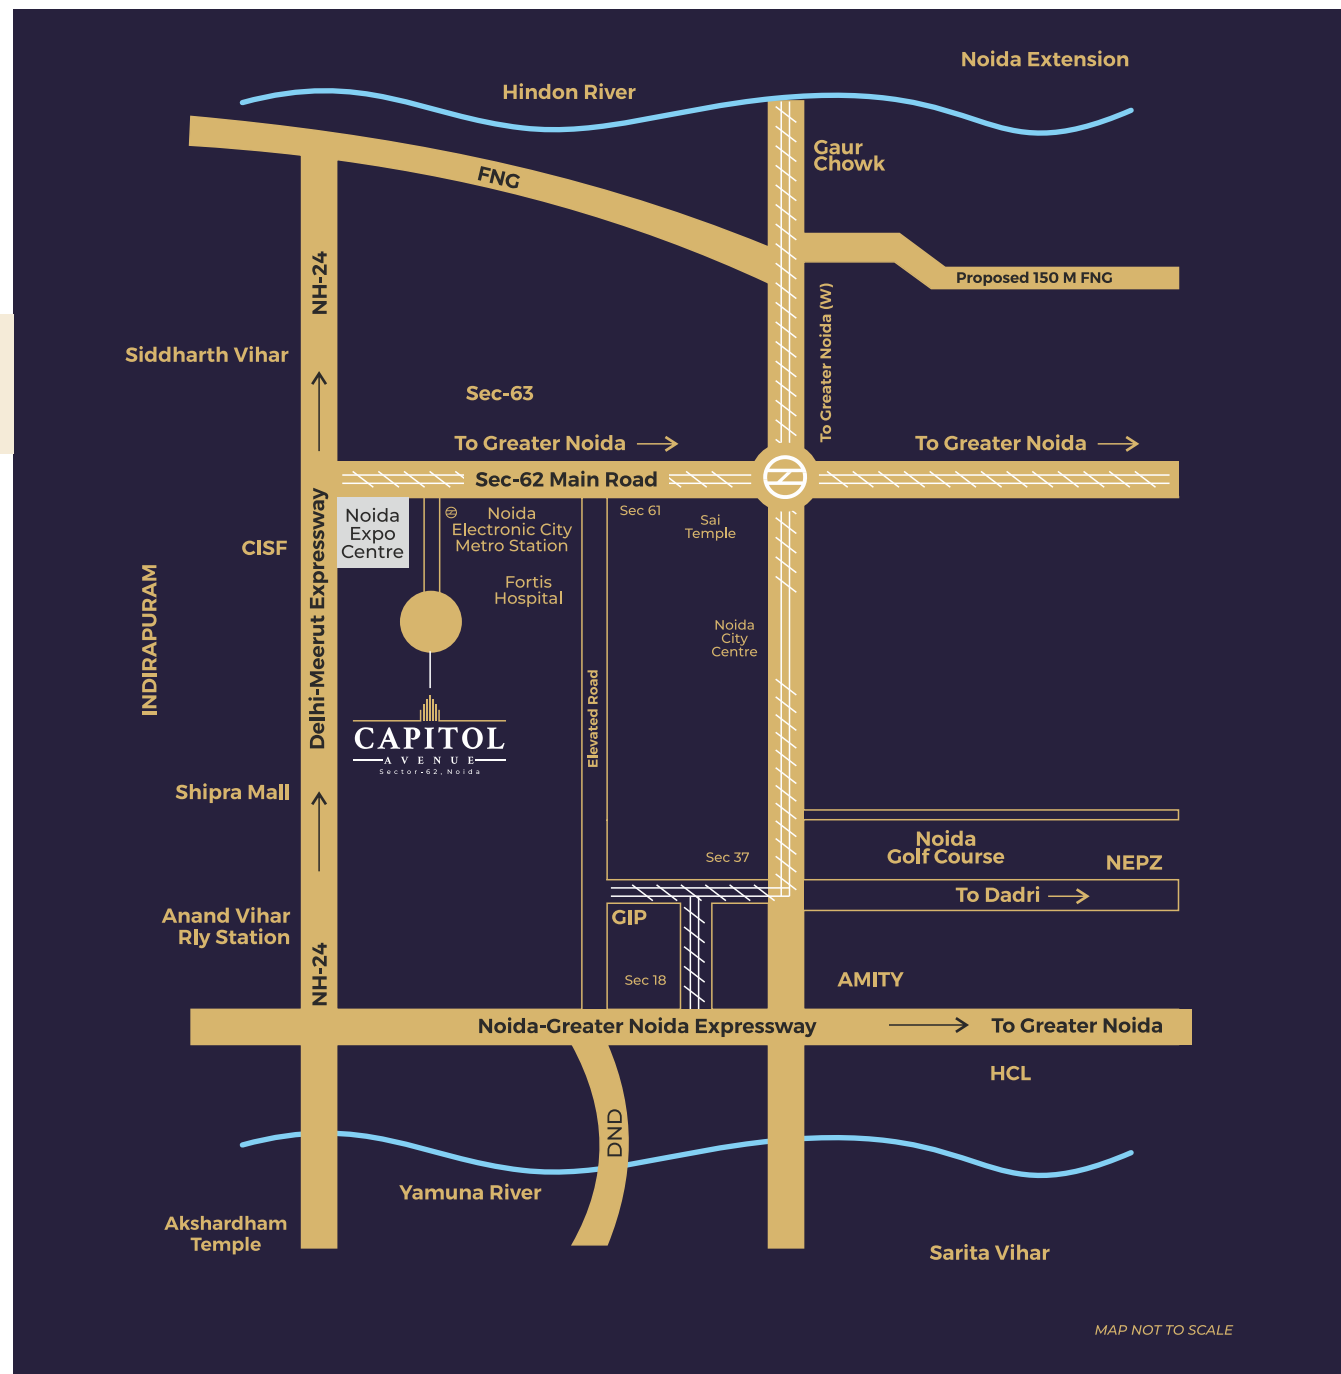 Noida Extension
Hindon River
Gaur
Chowk
FNG
NH-24
Proposed 150 M FNG
To Greater Noida (W)
Siddharth Vihar
Sec-63
To Greater Noida
To Greater Noida
Sec-62 Main Road
Noida
Expo
Centre
Noida
Electronic City
Metro Station
Sec 61
Sai
Temple
CISF
Delhi-Meerut Expressway
INDIRAPURAM
Fortis
Hospital
Noida
City
Centre
Elevated Road
CAPITOL
AVENUE
Sector-62, Noida
Shipra Mall
Noida
Golf Course
Sec 37
NEPZ
To Dadri
Anand Vihar
Rly Station
GIP
NH-24
Sec 18
AMITY
Noida-Greater Noida Expressway
To Greater Noida
HCL
DND
Yamuna River
Akshardham
Temple
Sarita Vihar
MAP NOT TO SCALE